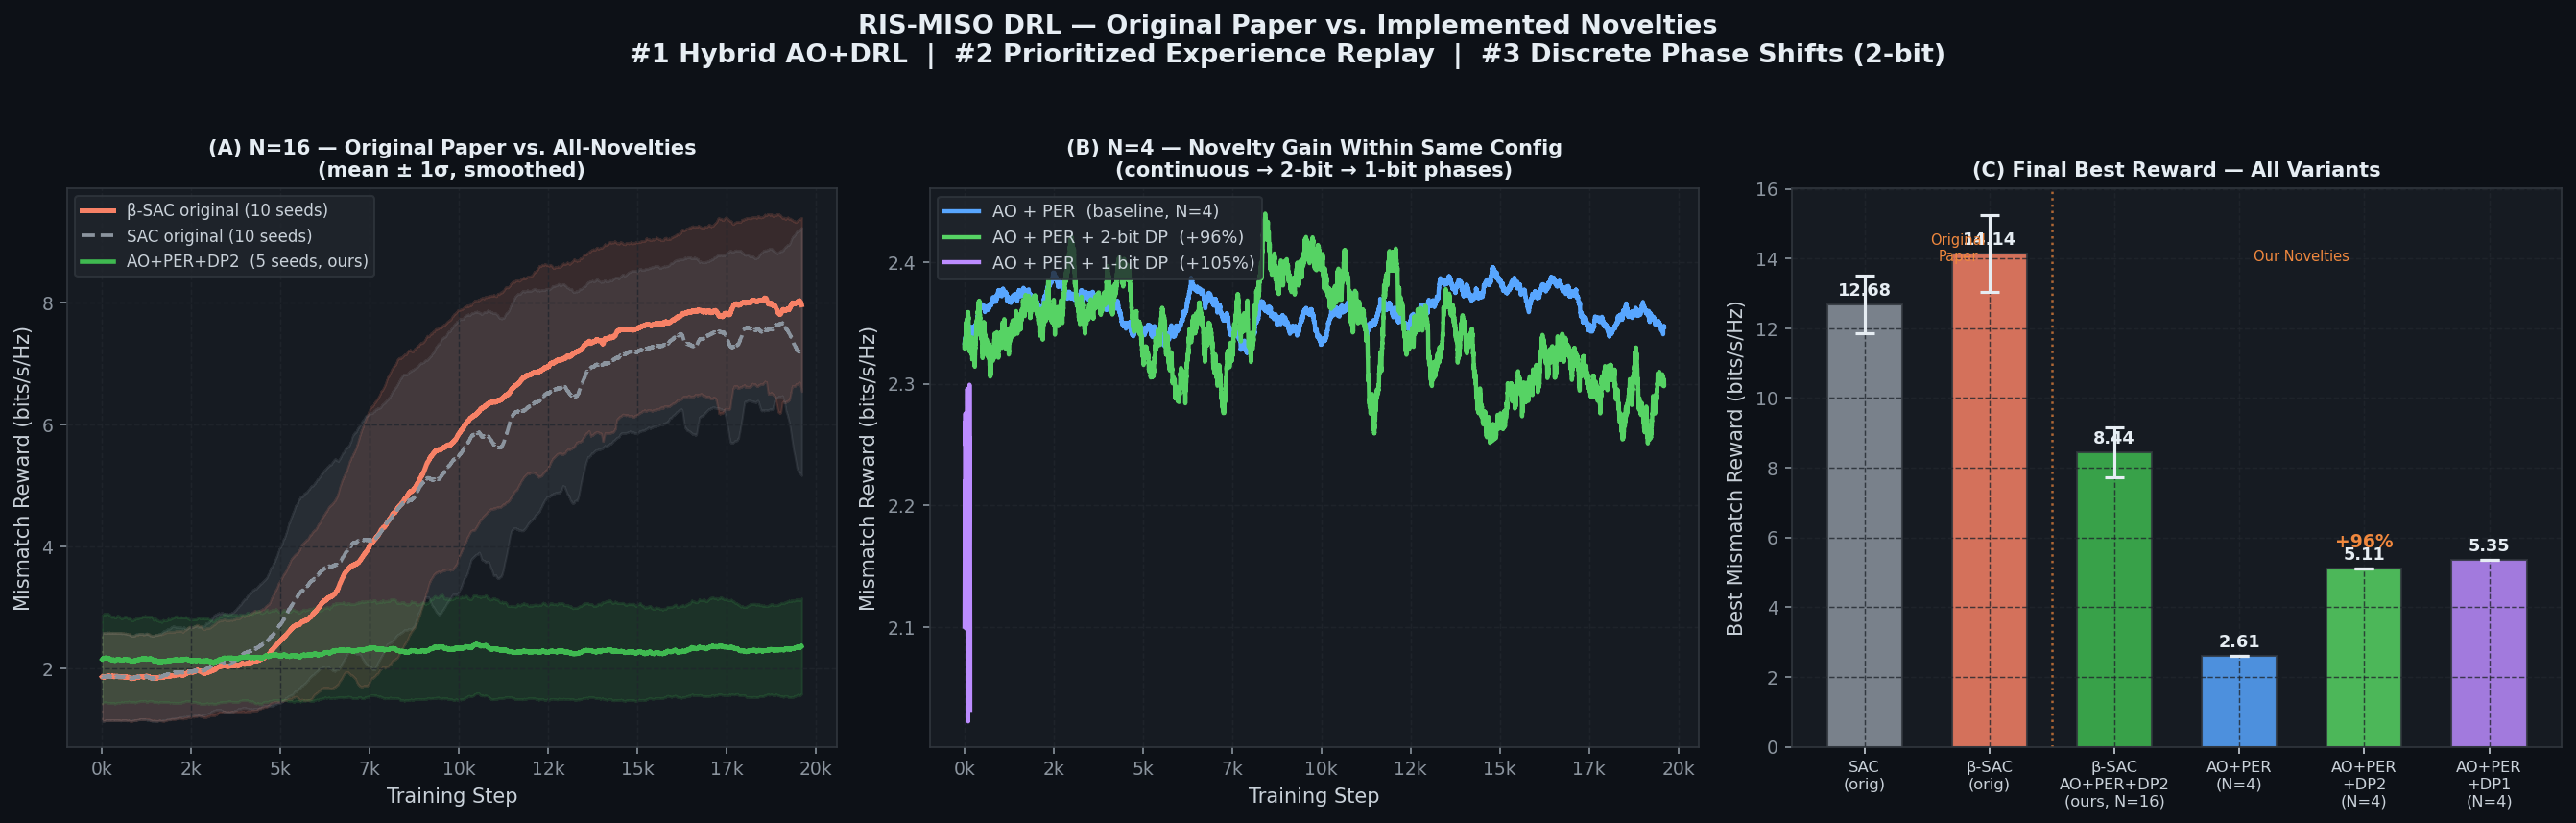 RIS-MISO DRL — Original Paper vs. Implemented Novelties
#1 Hybrid AO+DRL | #2 Prioritized Experience Replay | #3 Discrete Phase Shifts (2-bit)
(A) N=16 — Original Paper vs. All-Novelties
(mean ± 1σ, smoothed)
β-SAC original (10 seeds)
SAC original (10 seeds)
AO+PER+DP2 (5 seeds, ours)
Mismatch Reward (bits/s/Hz)
8
6
4
2
0k 2k 5k 7k 10k 12k 15k 17k 20k
Training Step
(B) N=4 — Novelty Gain Within Same Config
(continuous → 2-bit → 1-bit phases)
AO + PER (baseline, N=4)
AO + PER + 2-bit DP (+96%)
AO + PER + 1-bit DP (+105%)
Mismatch Reward (bits/s/Hz)
2.4
2.3
2.2
2.1
0k 2k 5k 7k 10k 12k 15k 17k 20k
Training Step
(C) Final Best Reward — All Variants
Best Mismatch Reward (bits/s/Hz)
16
14
12
10
8
6
4
2
0
Original
Paper
Our Novelties
12.68
14.14
8.44
2.61
+96%
5.11
5.35
SAC
(orig)
β-SAC
(orig)
β-SAC
AO+PER+DP2
(ours, N=16)
AO+PER
(N=4)
AO+PER
+DP2
(N=4)
AO+PER
+DP1
(N=4)